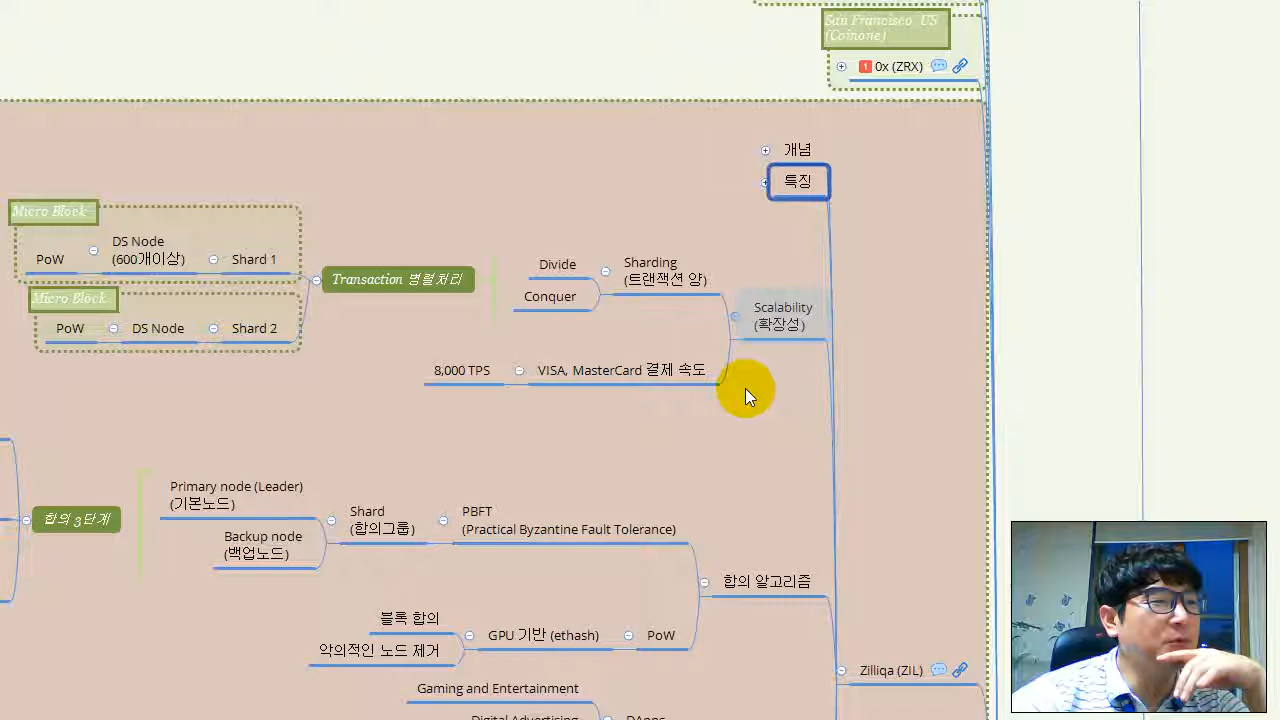 San Francisco US
(Coinone)
1 0x (ZRX)
개념
특징
Micro Block
PoW
DS Node
(600개이상)
Shard 1
Micro Block
PoW
DS Node
Shard 2
Transaction 병렬처리
Divide
Conquer
Sharding
(트랜잭션 양)
Scalability
(확장성)
8,000 TPS
VISA, MasterCard 결제 속도
합의 3단계
Primary node (Leader)
(기본노드)
Backup node
(백업노드)
Shard
(합의그룹)
PBFT
(Practical Byzantine Fault Tolerance)
합의 알고리즘
블록 합의
악의적인 노드 제거
GPU 기반 (ethash)
PoW
Zilliqa (ZIL)
Gaming and Entertainment
Digital Advertising
DApps